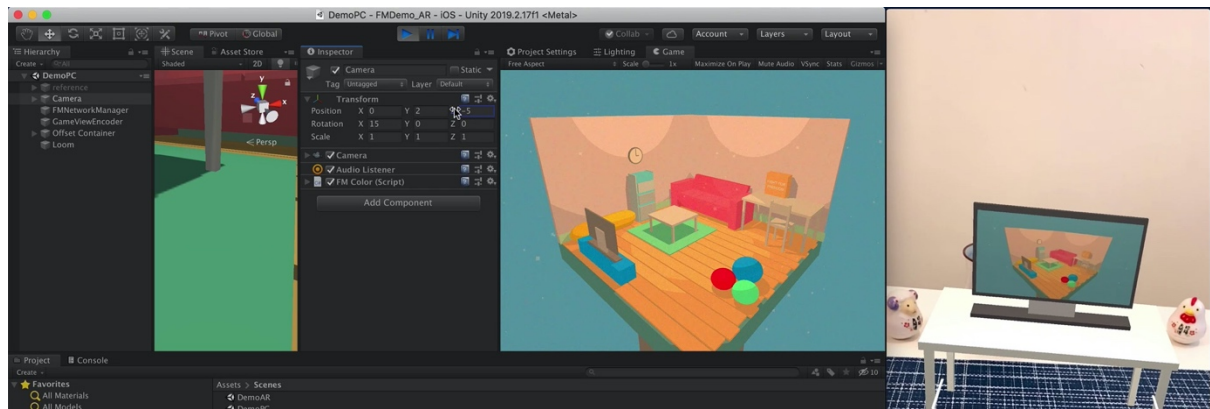 DemoPC - FMDemo_AR - iOS - Unity 2019.2.17f1 <Metal>
Pivot Global Collab Account Layers Layout
Hierarchy Scene Asset Store Inspector Project Settings Lighting Game
Create All Shaded 2D Free Aspect Scale 1x Maximize On Play Mute Audio VSync Stats Gizmos
DemoPC
reference
Camera
FMNetworkManager
GameViewEncoder
Offset Container
Loom
y
z
x
Persp
Camera Static
Tag Untagged Layer Default
Transform
Position X 0 Y 2 -5
Rotation X 15 Y 0 Z 0
Scale X 1 Y 1 Z 1
Camera
Audio Listener
FM Color (Script)
Add Component
Project Console
Create 10
Favorites
All Materials
All Models
Assets > Scenes
DemoAR
DemoPC